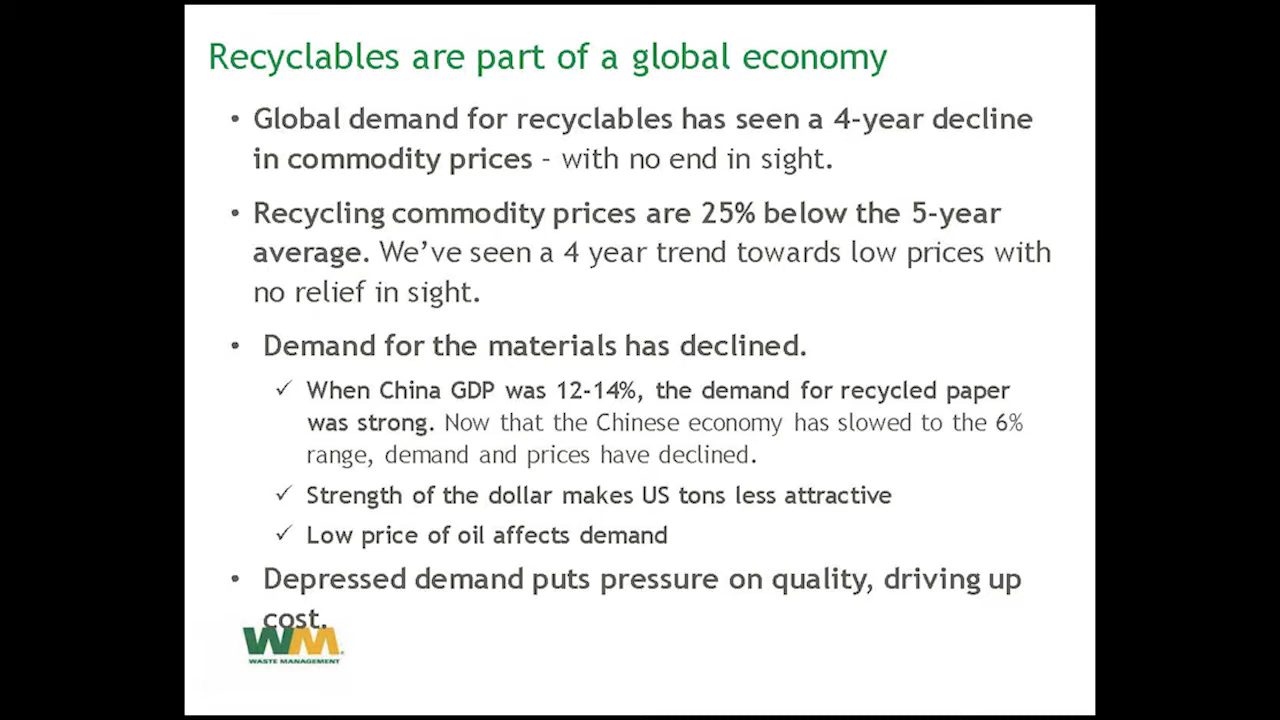 Recyclables are part of a global economy
• Global demand for recyclables has seen a 4-year decline
in commodity prices - with no end in sight.
• Recycling commodity prices are 25% below the 5-year
average. We've seen a 4 year trend towards low prices with
no relief in sight.
• Demand for the materials has declined.
✓ When China GDP was 12-14%, the demand for recycled paper
was strong. Now that the Chinese economy has slowed to the 6%
range, demand and prices have declined.
✓ Strength of the dollar makes US tons less attractive
✓ Low price of oil affects demand
• Depressed demand puts pressure on quality, driving up
cost.
WM
WASTE MANAGEMENT